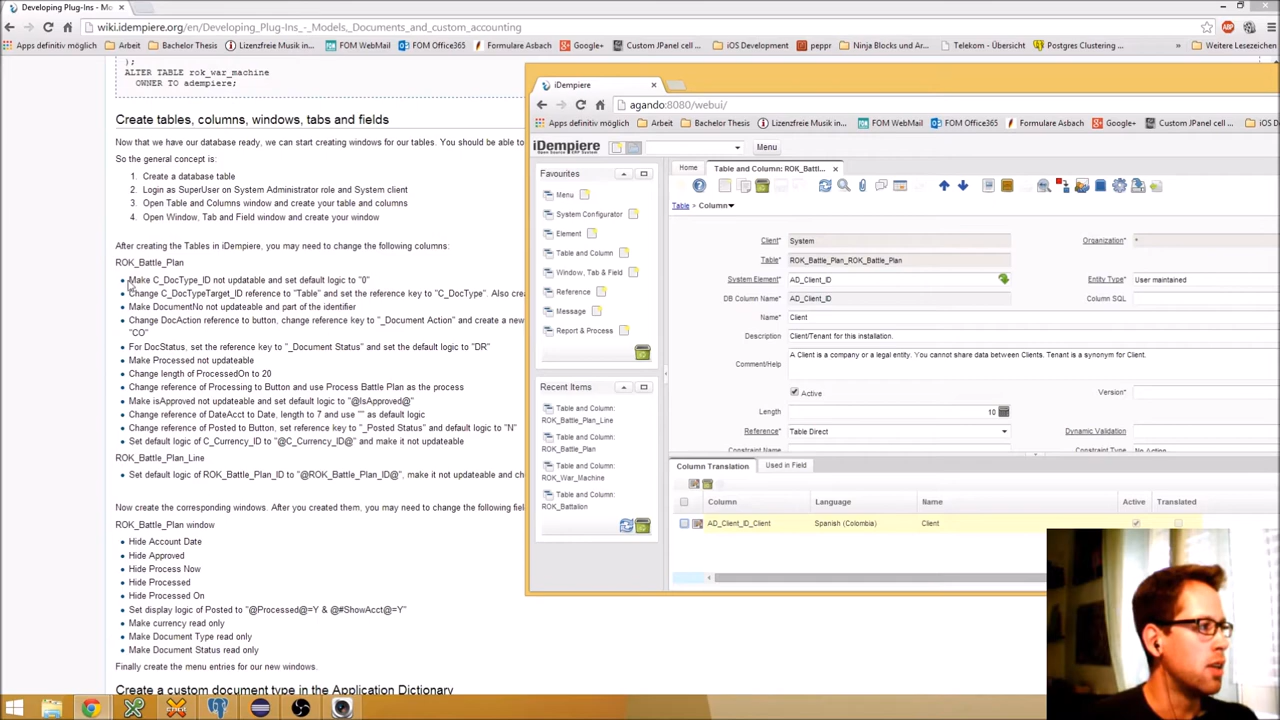 Developing Plug-Ins - Mo
wiki.idempiere.org/en/Developing_Plug-Ins_-_Models,_Documents_and_custom_accounting
Apps definitiv möglich
Arbeit
Bachelor Thesis
Lizenzfreie Musik in...
FOM WebMail
FOM Office365
Formulare Asbach
Google+
Custom JPanel cell ...
iOS Development
peppr
Ninja Blocks und Ar...
Telekom - Übersicht
Postgres Clustering ...
»
Weitere Lesezeichen
);
ALTER TABLE rok_war_machine
OWNER TO adempiere;
Create tables, columns, windows, tabs and fields
Now that we have our database ready, we can start creating windows for our tables. You should be able to
So the general concept is:
1. Create a database table
2. Login as SuperUser on System Administrator role and System client
3. Open Table and Columns window and create your table and columns
4. Open Window, Tab and Field window and create your window
After creating the Tables in iDempiere, you may need to change the following columns:
ROK_Battle_Plan
Make C_DocType_ID not updateable and set default logic to "0"
Change C_DocTypeTarget_ID reference to "Table" and set the reference key to "C_DocType". Also cre
Make DocumentNo not updateable and part of the identifier
Change DocAction reference to button, change reference key to "_Document Action" and create a new
"CO"
For DocStatus, set the reference key to "_Document Status" and set the default logic to "DR"
Make Processed not updateable
Change length of ProcessedOn to 20
Change reference of Processing to Button and use Process Battle Plan as the process
Make isApproved not updateable and set default logic to "@IsApproved@"
Change reference of DateAcct to Date, length to 7 and use "" as default logic
Change reference of Posted to Button, set reference key to "_Posted Status" and default logic to "N"
Set default logic of C_Currency_ID to "@C_Currency_ID@" and make it not updateable
ROK_Battle_Plan_Line
Set default logic of ROK_Battle_Plan_ID to "@ROK_Battle_Plan_ID@", make it not updateable and ch
Now create the corresponding windows. After you created them, you may need to change the following fiel
ROK_Battle_Plan window
Hide Account Date
Hide Approved
Hide Process Now
Hide Processed
Hide Processed On
Set display logic of Posted to "@Processed@=Y & @#ShowAcct@=Y"
Make currency read only
Make Document Type read only
Make Document Status read only
Finally create the menu entries for our new windows.
Create a custom document type in the Application Dictionary
iDempiere
agando:8080/webui/
Apps definitiv möglich
Arbeit
Bachelor Thesis
Lizenzfreie Musik in...
FOM WebMail
FOM Office365
Formulare Asbach
Google+
Custom JPanel cell ...
iOS Develop
iDempiere
Menu
Favourites
Menu
System Configurator
Element
Table and Column
Window, Tab & Field
Reference
Message
Report & Process
Recent Items
Table and Column:
ROK_Battle_Plan_Line
Table and Column:
ROK_Battle_Plan
Table and Column:
ROK_War_Machine
Table and Column:
ROK_Battalon
Home
Table and Column: ROK_Battl...
Table > Column
Client* System
Organization* *
Table* ROK_Battle_Plan_ROK_Battle_Plan
System Element AD_Client_ID
Entity Type* User maintained
DB Column Name* AD_Client_ID
Column SQL
Name* Client
Description Client/Tenant for this installation.
Comment/Help A Client is a company or a legal entity. You cannot share data between Clients. Tenant is a synonym for Client.
Active
Version*
Length 10
Reference* Table Direct
Dynamic Validation
Column Translation
Used in Field
Column Language Name Active Translated
AD_Client_ID_Client Spanish (Colombia) Client